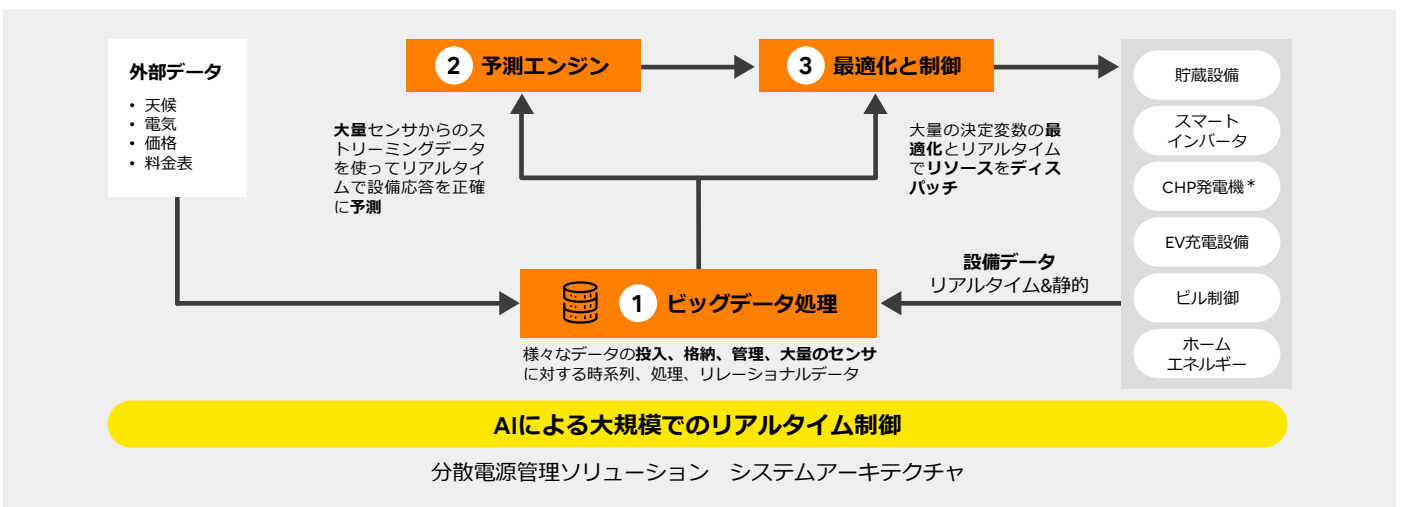 外部データ
• 天候
• 電気
• 価格
• 料金表
2 予測エンジン
大量センサからのス
トリーミングデータ
を使ってリアルタイ
ムで設備応答を正確
に予測
3 最適化と制御
大量の決定変数の最
適化とリアルタイム
でリソースをディス
パッチ
貯蔵設備
スマート
インバータ
CHP発電機*
EV充電設備
ビル制御
ホーム
エネルギー
設備データ
リアルタイム&静的
1 ビッグデータ処理
様々なデータの投入、格納、管理、大量のセンサ
に対する時系列、処理、リレーショナルデータ
AIによる大規模でのリアルタイム制御
分散電源管理ソリューション　システムアーキテクチャ